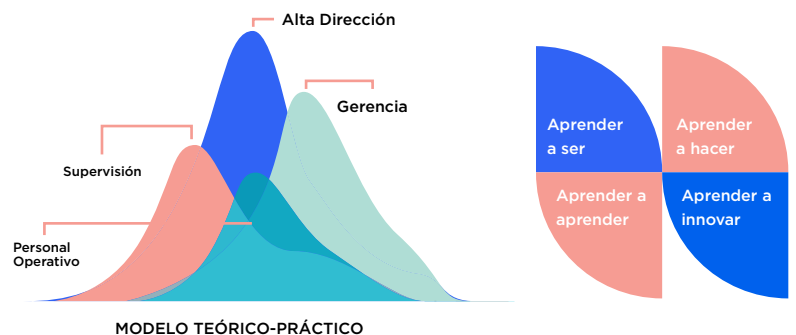 Alta Dirección
Gerencia
Supervisión
Personal
Operativo
MODELO TEÓRICO-PRÁCTICO
Aprender
a ser
Aprender
a hacer
Aprender a
aprender
Aprender a
innovar